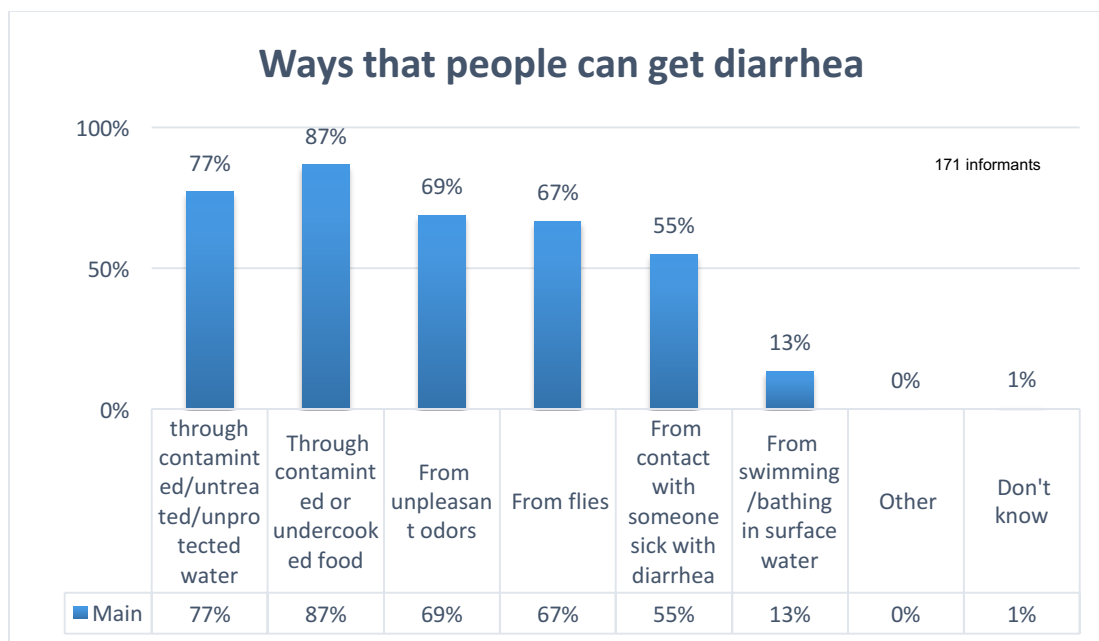 Ways that people can get diarrhea
100%
87%
77%
171 informants
69%
67%
55%
50%
13%
0%
1%
0%
through
contamint
ed/untrea
ted/unpro
tected
water
Through
contamint
ed or
undercook
ed food
From
unpleasan
t odors
From flies
From
contact
with
someone
sick with
diarrhea
From
swimming
/bathing
in surface
water
Other
Don't
know
Main
77%
87%
69%
67%
55%
13%
0%
1%